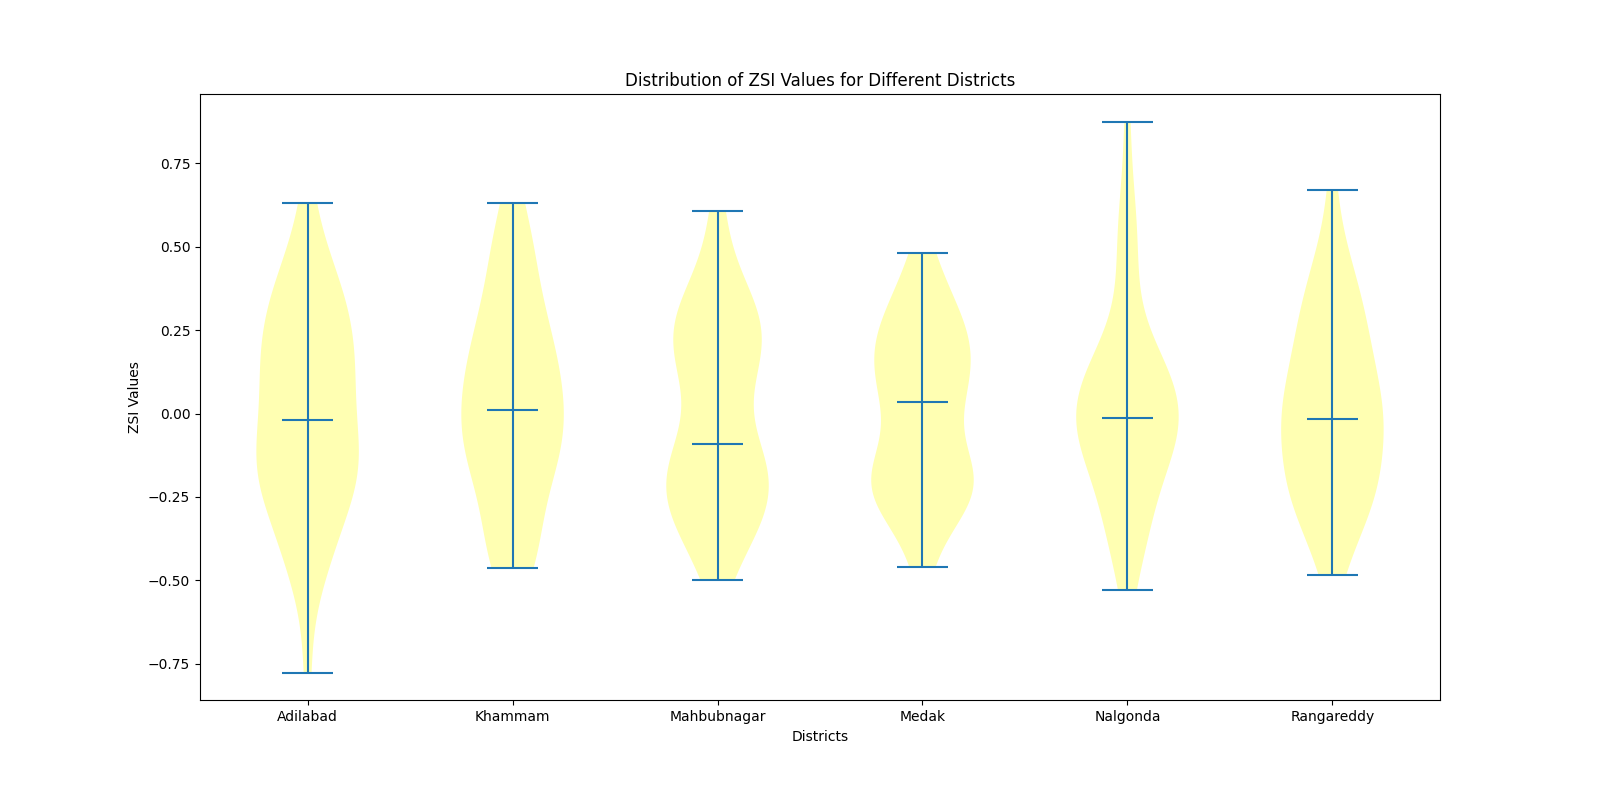 Distribution of ZSI Values for Different Districts
0.75
0.50
0.25
0.00
−0.25
−0.50
−0.75
ZSI Values
Adilabad Khammam Mahbubnagar Medak Nalgonda Rangareddy
Districts